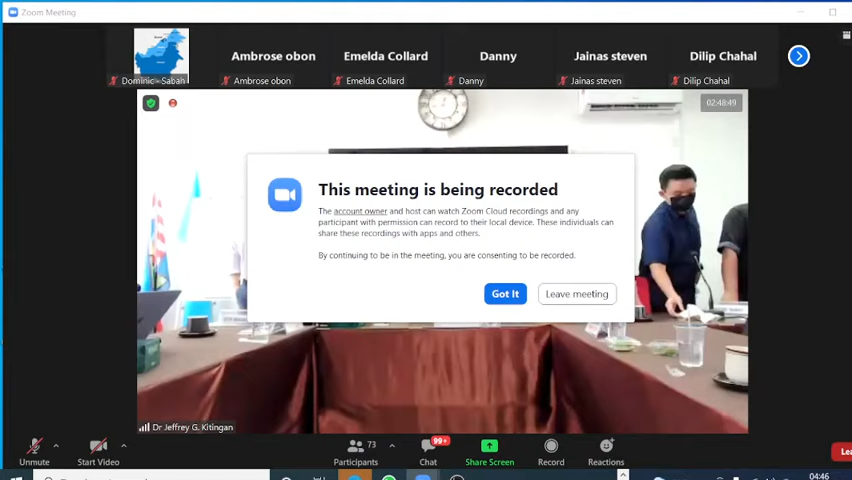 Zoom Meeting
Ambrose obon
Emelda Collard
Danny
Jainas steven
Dilip Chahal
Dominic - Sabah
Ambrose obon
Emelda Collard
Danny
Jainas steven
Dilip Chahal
02:48:49
This meeting is being recorded
The account owner and host can watch Zoom Cloud recordings and any
participant with permission can record to their local device. These individuals can
share these recordings with apps and others.
By continuing to be in the meeting, you are consenting to be recorded.
Got It
Leave meeting
Dr Jeffrey G. Kitingan
73
99+
Unmute
Start Video
Participants
Chat
Share Screen
Record
Reactions
Lea
04:46